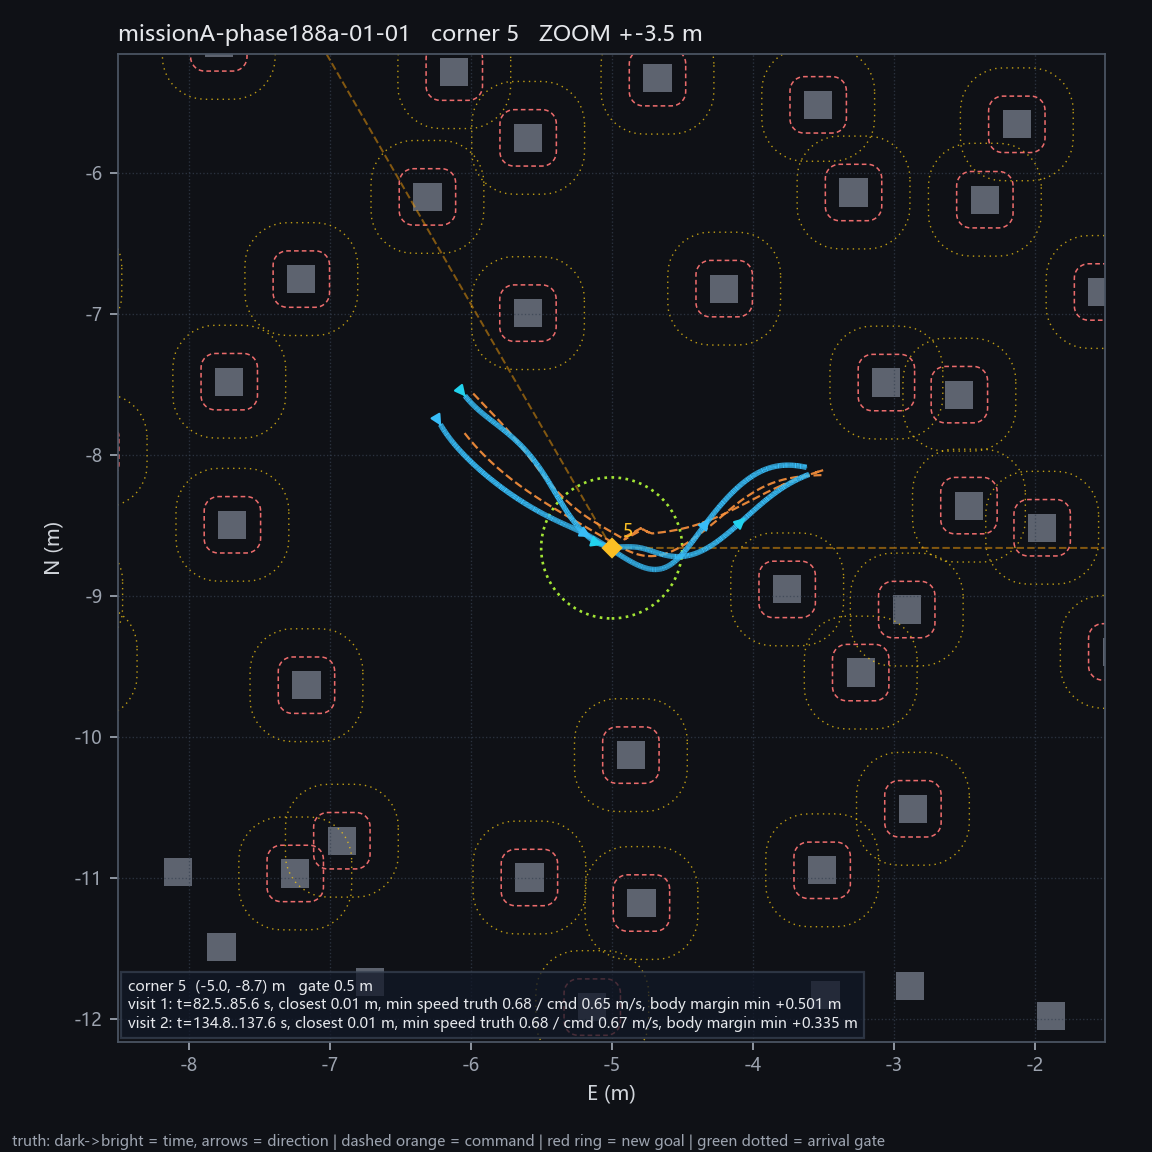 missionA-phase188a-01-01   corner 5   ZOOM +-3.5 m
-6
-7
-8
-9
-10
-11
-12
N (m)
5
corner 5  (-5.0, -8.7) m   gate 0.5 m
visit 1: t=82.5..85.6 s, closest 0.01 m, min speed truth 0.68 / cmd 0.65 m/s, body margin min +0.501 m
visit 2: t=134.8..137.6 s, closest 0.01 m, min speed truth 0.68 / cmd 0.67 m/s, body margin min +0.335 m
-8 -7 -6 -5 -4 -3 -2
E (m)
truth: dark->bright = time, arrows = direction | dashed orange = command | red ring = new goal | green dotted = arrival gate